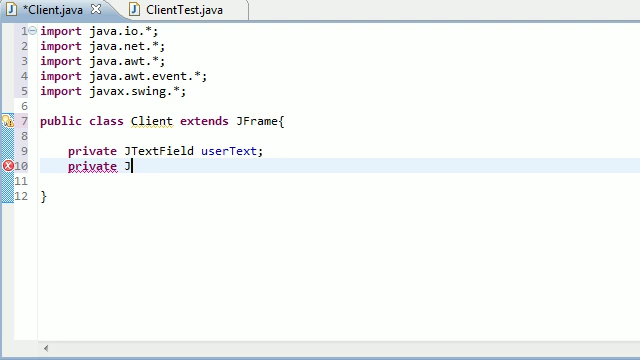 *Client.java ClientTest.java
1 import java.io.*;
2 import java.net.*;
3 import java.awt.*;
4 import java.awt.event.*;
5 import javax.swing.*;
6
7 public class Client extends JFrame{
8
9 private JTextField userText;
10 private J
11
12 }